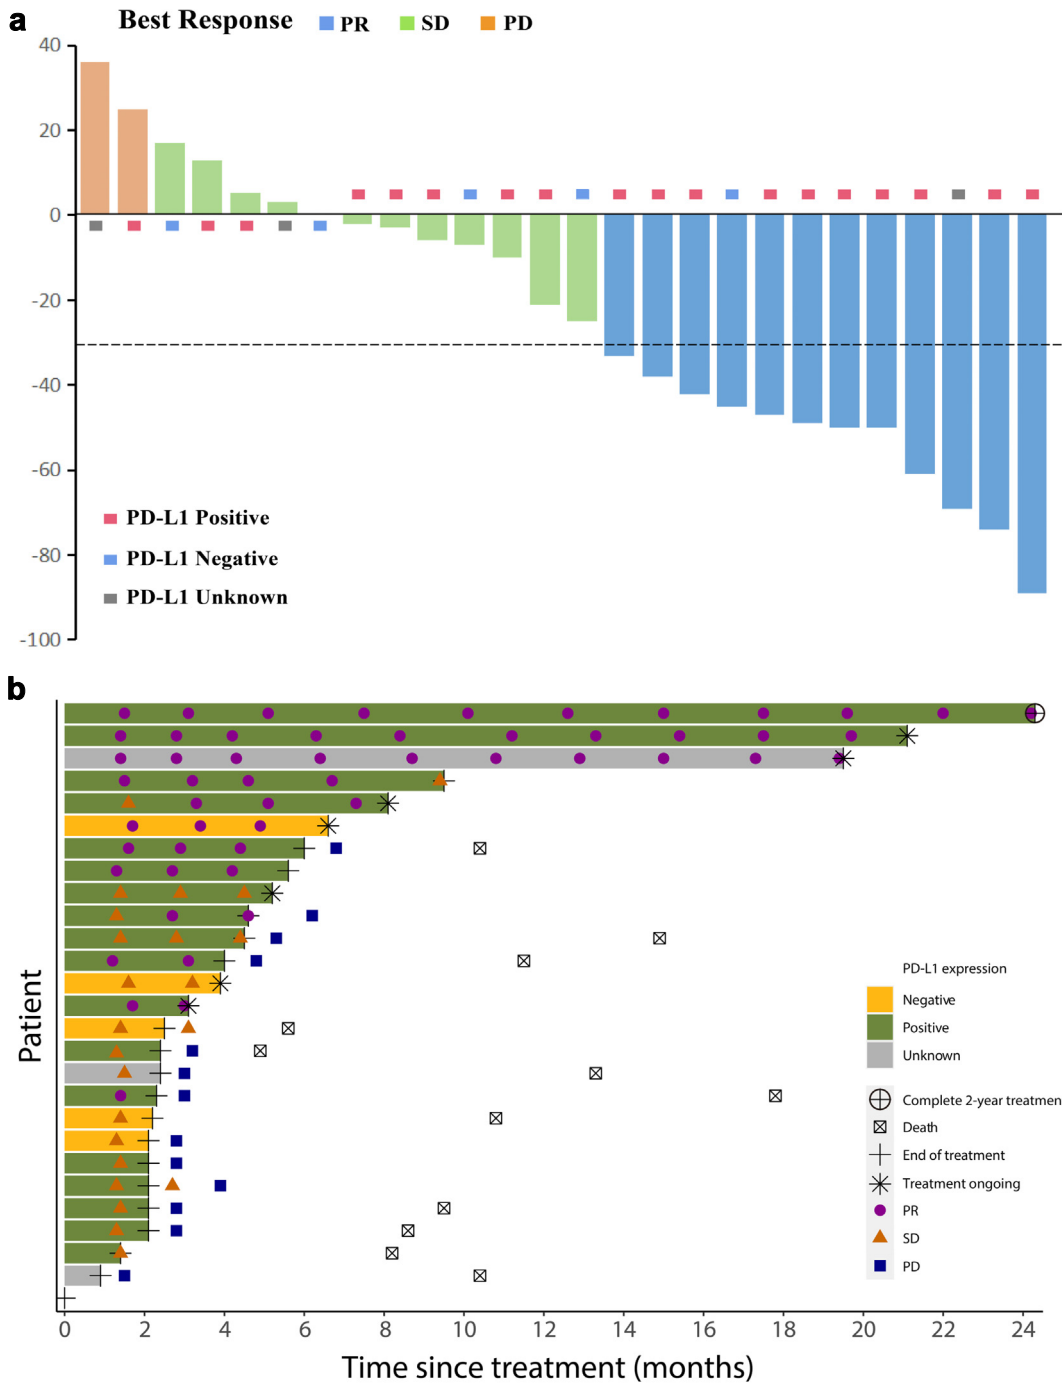 a
Best Response PR SD PD
40
20
0
-20
-40
-60
-80
-100
PD-L1 Positive
PD-L1 Negative
PD-L1 Unknown
b
Patient
PD-L1 expression
Negative
Positive
Unknown
Complete 2-year treatmen
Death
End of treatment
Treatment ongoing
PR
SD
PD
0 2 4 6 8 10 12 14 16 18 20 22 24
Time since treatment (months)